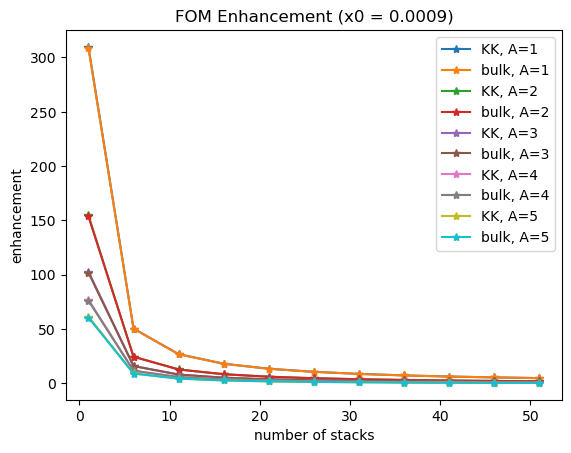 FOM Enhancement (x0 = 0.0009)
KK, A=1
bulk, A=1
KK, A=2
bulk, A=2
KK, A=3
bulk, A=3
KK, A=4
bulk, A=4
KK, A=5
bulk, A=5
enhancement
300
250
200
150
100
50
0
0 10 20 30 40 50
number of stacks